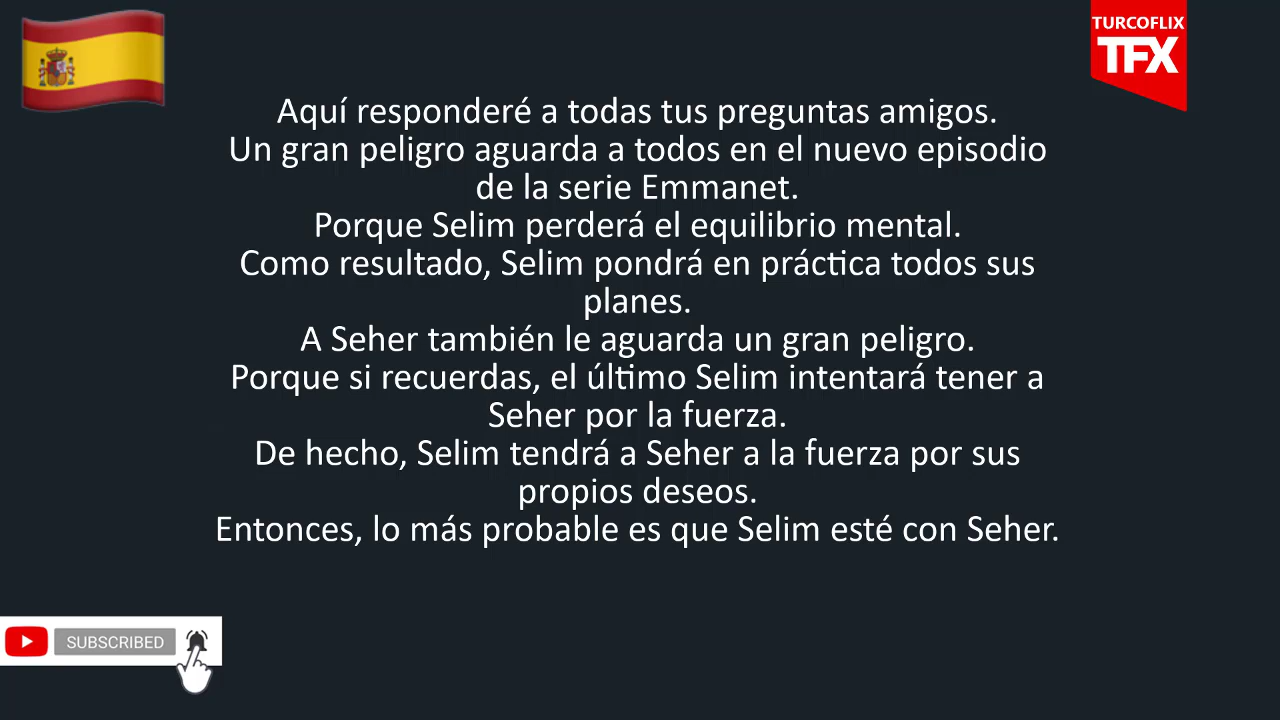 TURCOFLIX
TFX
Aquí responderé a todas tus preguntas amigos.
Un gran peligro aguarda a todos en el nuevo episodio
de la serie Emmanet.
Porque Selim perderá el equilibrio mental.
Como resultado, Selim pondrá en práctica todos sus
planes.
A Seher también le aguarda un gran peligro.
Porque si recuerdas, el último Selim intentará tener a
Seher por la fuerza.
De hecho, Selim tendrá a Seher a la fuerza por sus
propios deseos.
Entonces, lo más probable es que Selim esté con Seher.
SUBSCRIBED